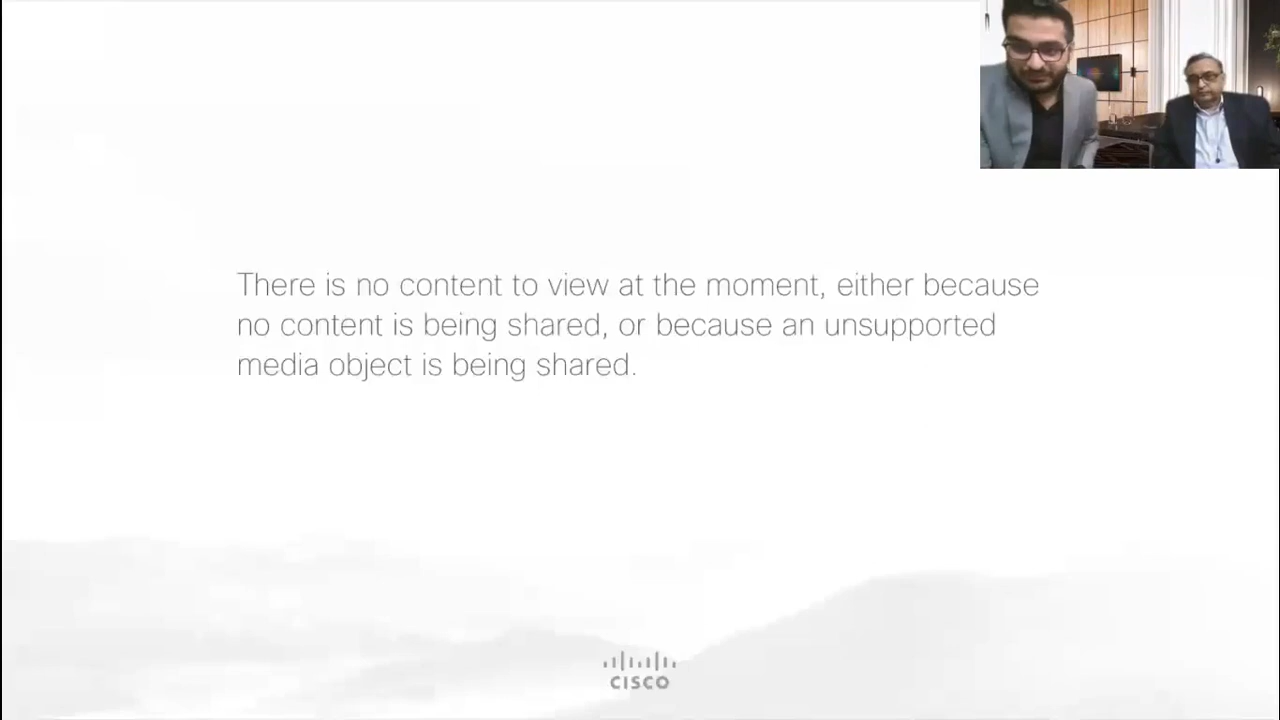 There is no content to view at the moment, either because
no content is being shared, or because an unsupported
media object is being shared.
CISCO